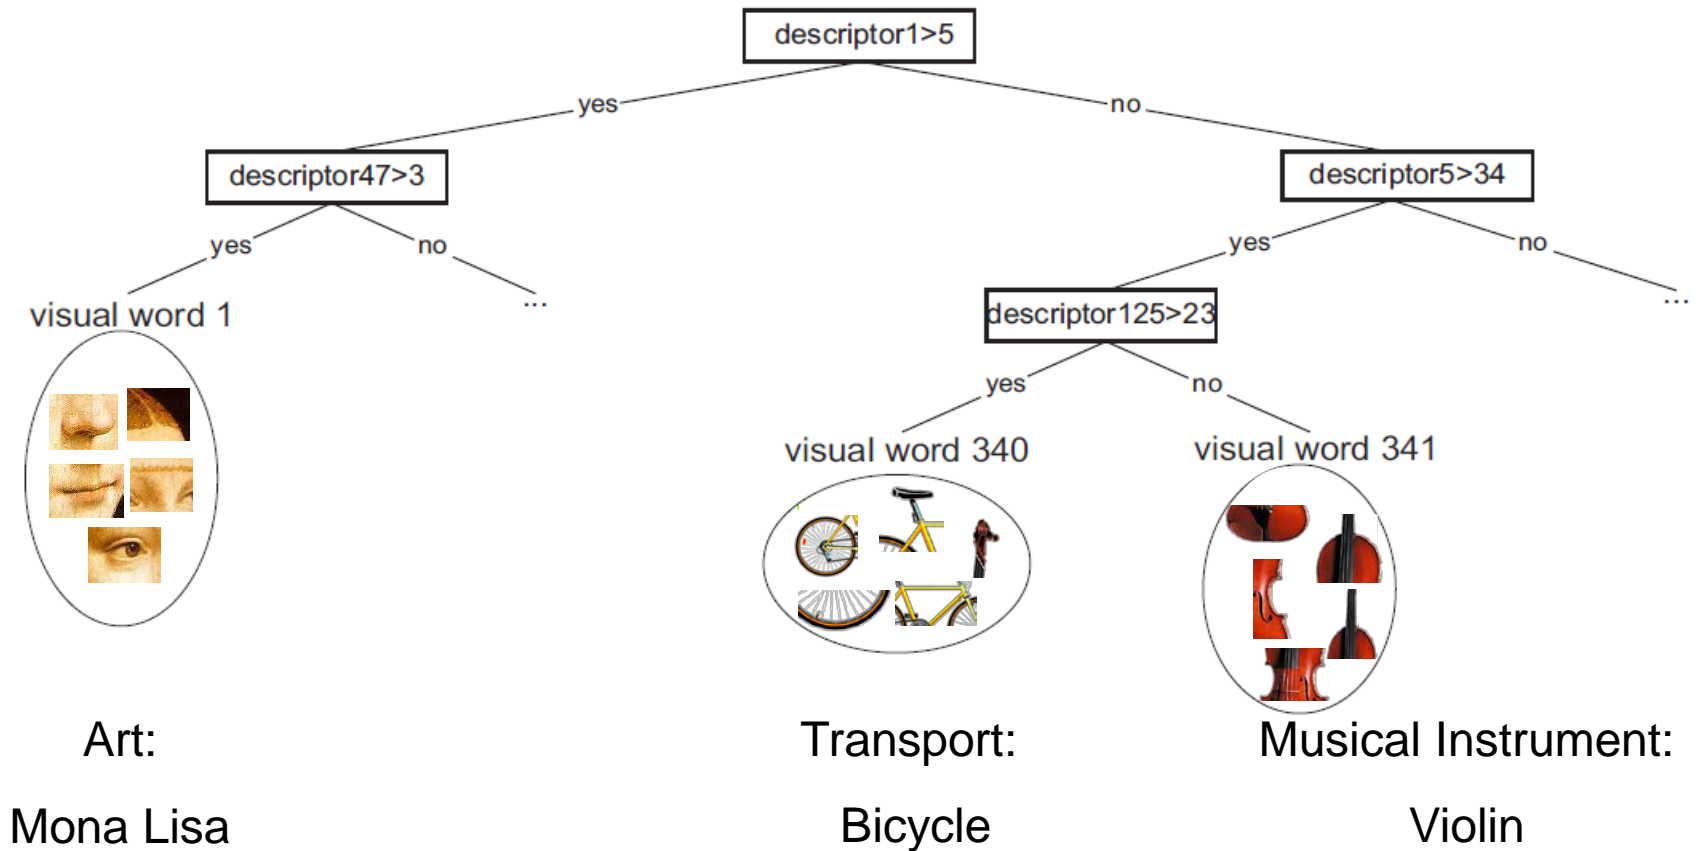 descriptor1>5
yes
no
descriptor47>3
descriptor5>34
yes
no
yes
no
visual word 1
...
descriptor125>23
...
yes
no
visual word 340
visual word 341
Art:
Transport:
Musical Instrument:
Mona Lisa
Bicycle
Violin